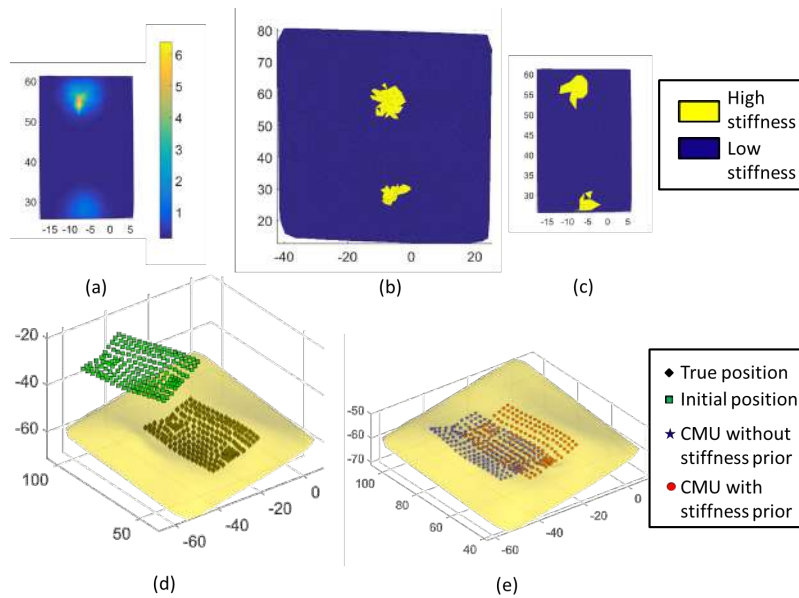 60
50
40
30
-15 -10 -5 0 5
6
5
4
3
2
1
(a)
80
70
60
50
40
30
20
-40 -20 0 20
(b)
60
55
50
45
40
35
30
-15 -10 -5 0 5
(c)
High
stiffness
Low
stiffness
-20
-40
-60
100
50
-60
-40
-20
0
(d)
-50
-60
-70
100
80
60
40
-60
-40
-20
0
(e)
True position
Initial position
CMU without
stiffness prior
CMU with
stiffness prior